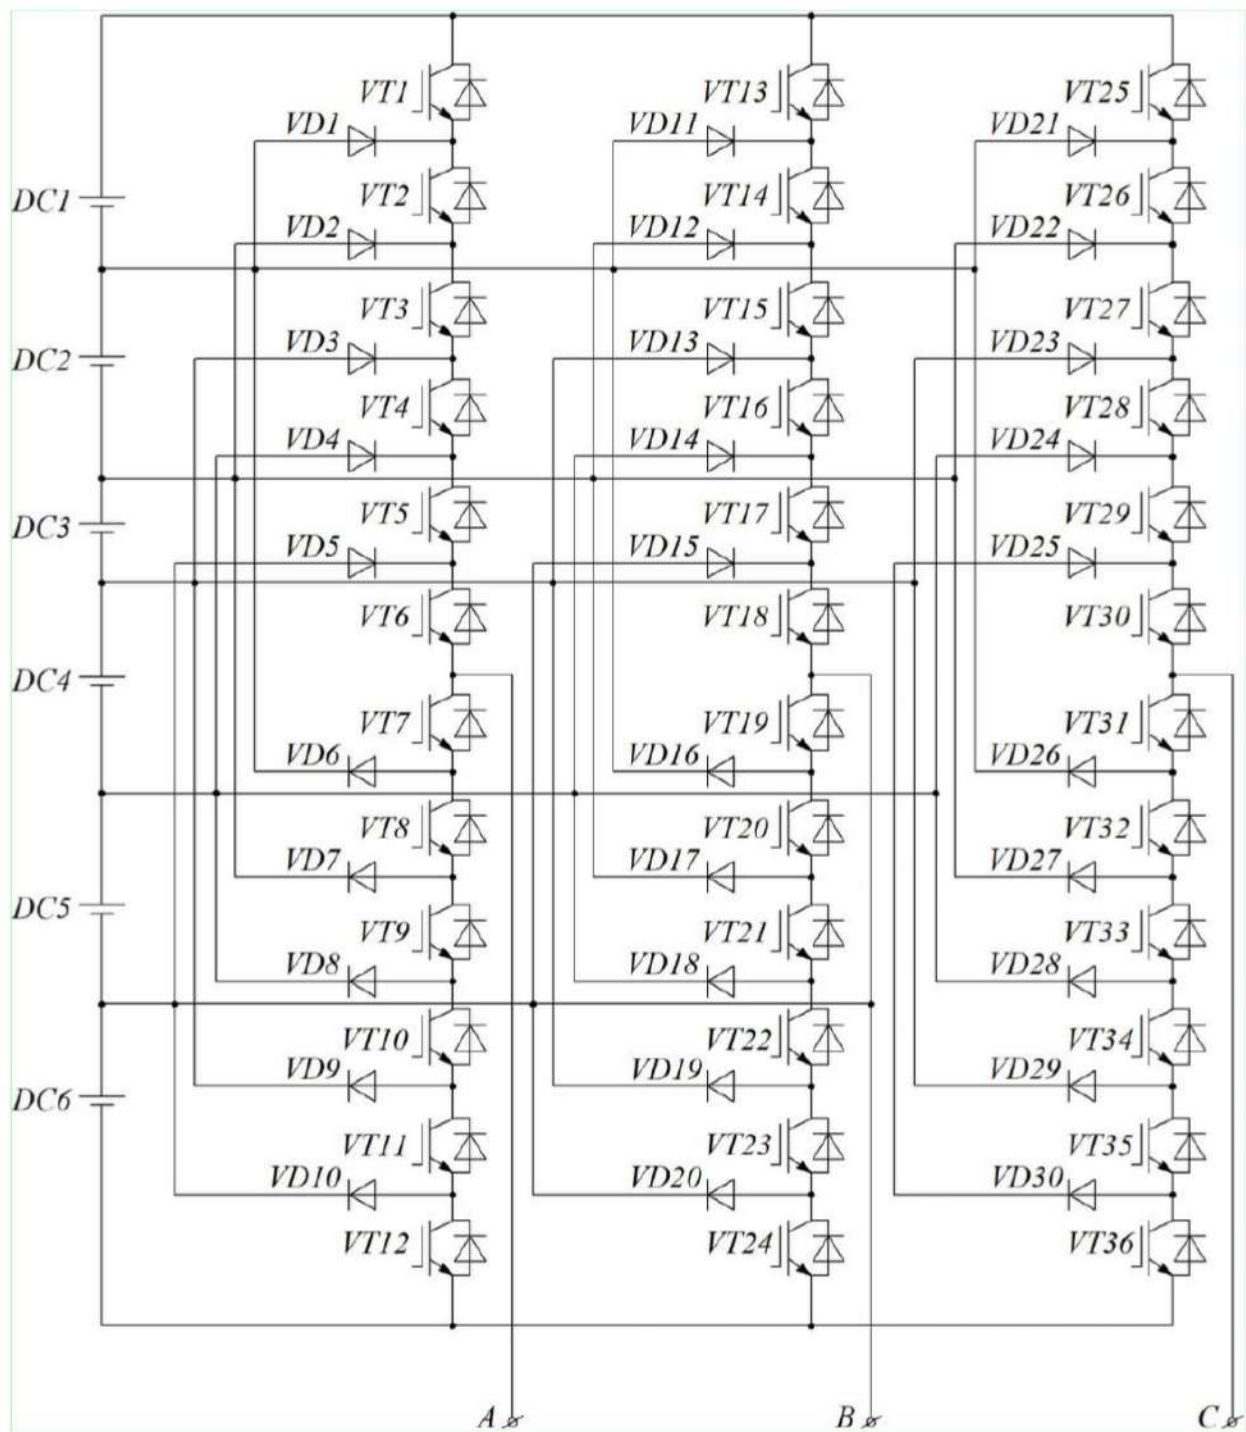 VT1 VT13 VT25
VD1 VD11 VD21
DC1 VT2 VT14 VT26
VD2 VD12 VD22
VT3 VT15 VT27
DC2 VD3 VD13 VD23
VT4 VT16 VT28
VD4 VD14 VD24
DC3 VT5 VT17 VT29
VD5 VD15 VD25
VT6 VT18 VT30
DC4
VT7 VT19 VT31
VD6 VD16 VD26
VT8 VT20 VT32
VD7 VD17 VD27
DC5
VT9 VT21 VT33
VD8 VD18 VD28
VT10 VT22 VT34
VD9 VD19 VD29
DC6
VT11 VT23 VT35
VD10 VD20 VD30
VT12 VT24 VT36
A B C